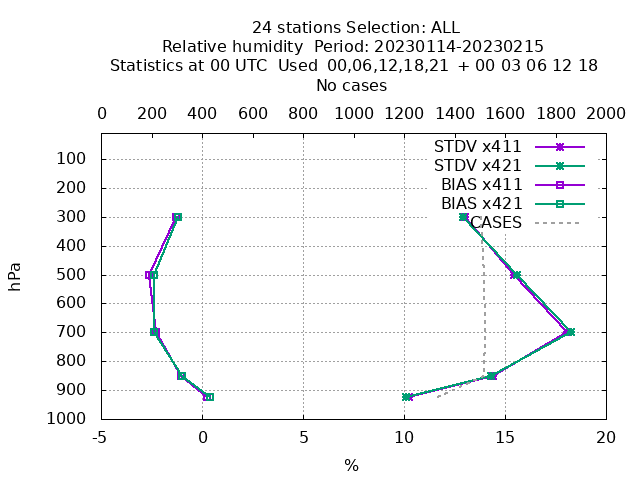 24 stations Selection: ALL
Relative humidity  Period: 20230114-20230215
Statistics at 00 UTC  Used  00,06,12,18,21  + 00 03 06 12 18
No cases
0 200 400 600 800 1000 1200 1400 1600 1800 2000
STDV x411
STDV x421
BIAS x411
BIAS x421
CASES
100
200
300
400
500
600
700
800
900
1000
hPa
-5 0 5 10 15 20
%